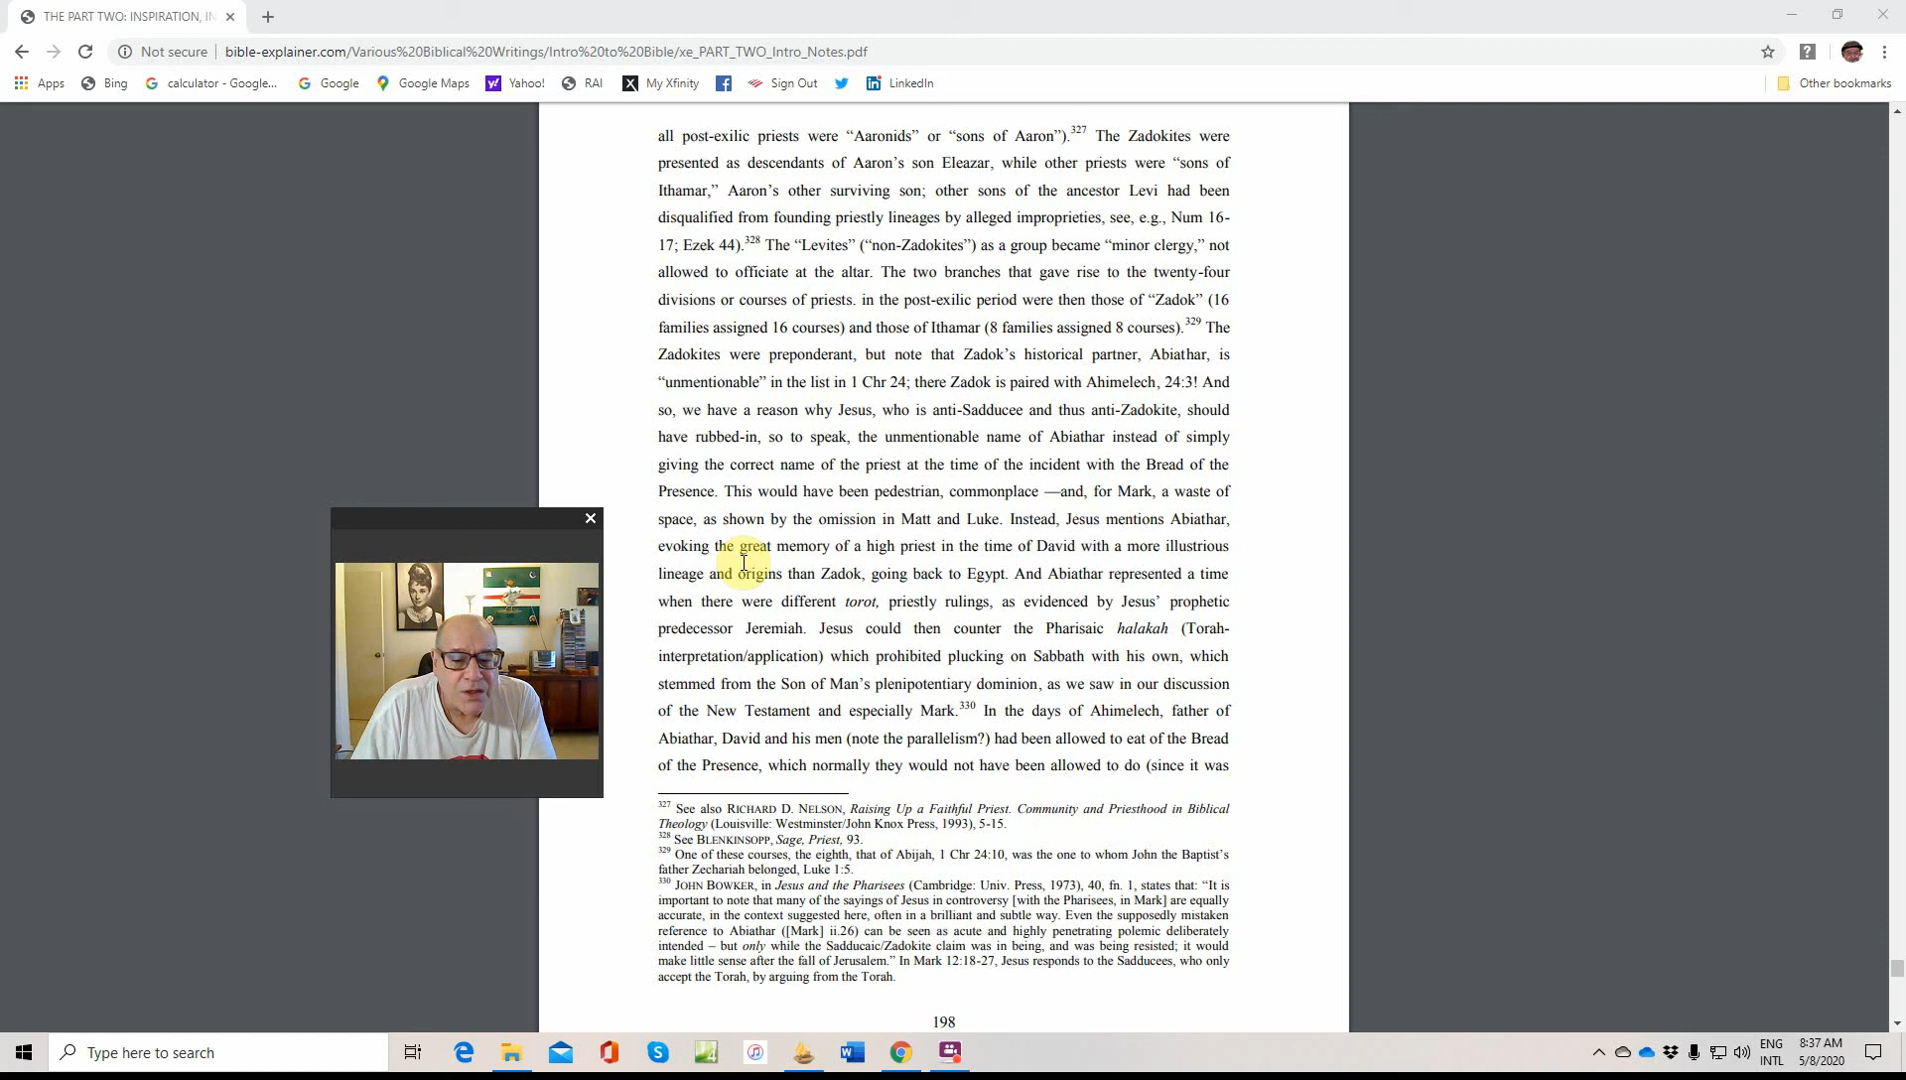 THE PART TWO: INSPIRATION, IN
Not secure
bible-explainer.com/Various%20Biblical%20Writings/Intro%20to%20Bible/xe_PART_TWO_Intro_Notes.pdf
Apps Bing calculator - Google... Google Google Maps Yahoo! RAI My Xfinity Sign Out LinkedIn Other bookmarks
all post-exilic priests were “Aaronids” or “sons of Aaron”).327 The Zadokites were
presented as descendants of Aaron’s son Eleazar, while other priests were “sons of
Ithamar,” Aaron’s other surviving son; other sons of the ancestor Levi had been
disqualified from founding priestly lineages by alleged improprieties, see, e.g., Num 16-
17; Ezek 44).328 The “Levites” (“non-Zadokites”) as a group became “minor clergy,” not
allowed to officiate at the altar. The two branches that gave rise to the twenty-four
divisions or courses of priests. in the post-exilic period were then those of “Zadok” (16
families assigned 16 courses) and those of Ithamar (8 families assigned 8 courses).329 The
Zadokites were preponderant, but note that Zadok’s historical partner, Abiathar, is
“unmentionable” in the list in 1 Chr 24; there Zadok is paired with Ahimelech, 24:3! And
so, we have a reason why Jesus, who is anti-Sadducee and thus anti-Zadokite, should
have rubbed-in, so to speak, the unmentionable name of Abiathar instead of simply
giving the correct name of the priest at the time of the incident with the Bread of the
Presence. This would have been pedestrian, commonplace —and, for Mark, a waste of
space, as shown by the omission in Matt and Luke. Instead, Jesus mentions Abiathar,
evoking the great memory of a high priest in the time of David with a more illustrious
lineage and origins than Zadok, going back to Egypt. And Abiathar represented a time
when there were different torot, priestly rulings, as evidenced by Jesus’ prophetic
predecessor Jeremiah. Jesus could then counter the Pharisaic halakah (Torah-
interpretation/application) which prohibited plucking on Sabbath with his own, which
stemmed from the Son of Man’s plenipotentiary dominion, as we saw in our discussion
of the New Testament and especially Mark.330 In the days of Ahimelech, father of
Abiathar, David and his men (note the parallelism?) had been allowed to eat of the Bread
of the Presence, which normally they would not have been allowed to do (since it was
327 See also RICHARD D. NELSON, Raising Up a Faithful Priest. Community and Priesthood in Biblical
Theology (Louisville: Westminster/John Knox Press, 1993), 5-15.
328 See BLENKINSOPP, Sage, Priest, 93.
329 One of these courses, the eighth, that of Abijah, 1 Chr 24:10, was the one to whom John the Baptist’s
father Zechariah belonged, Luke 1:5.
330 JOHN BOWKER, in Jesus and the Pharisees (Cambridge: Univ. Press, 1973), 40, fn. 1, states that: “It is
important to note that many of the sayings of Jesus in controversy [with the Pharisees, in Mark] are equally
accurate, in the context suggested here, often in a brilliant and subtle way. Even the supposedly mistaken
reference to Abiathar ([Mark] ii.26) can be seen as acute and highly penetrating polemic deliberately
intended – but only while the Sadducaic/Zadokite claim was in being, and was being resisted; it would
make little sense after the fall of Jerusalem.” In Mark 12:18-27, Jesus responds to the Sadducees, who only
accept the Torah, by arguing from the Torah.
198
Type here to search
ENG 8:37 AM
INTL 5/8/2020